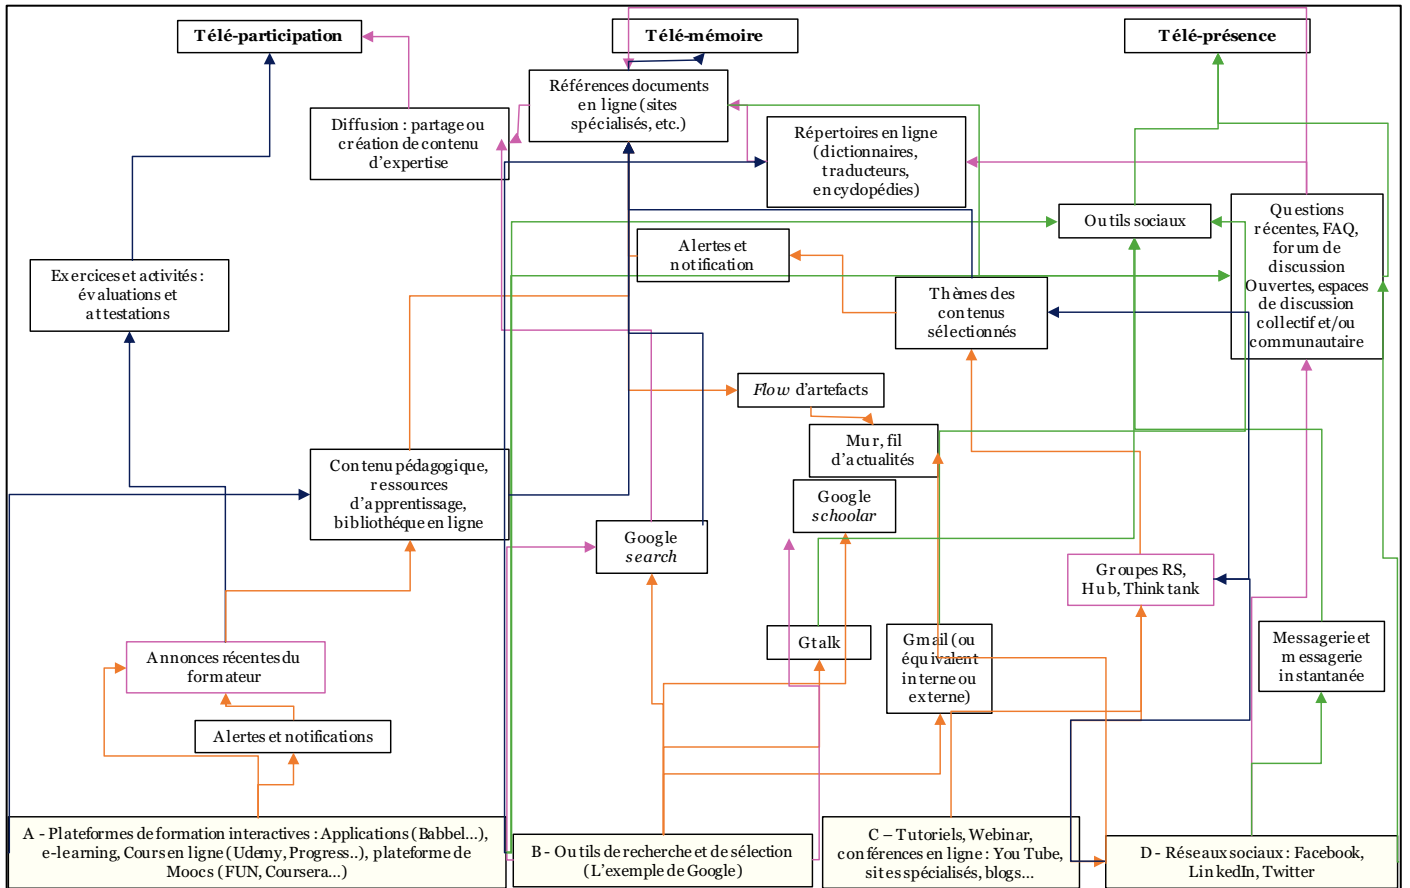 Télé-participation
Télé-mémoire
Télé-présence
Références documents
en ligne (sites
spécialisés, etc.)
Diffusion : partage ou
création de contenu
d'expertise
Répertoires en ligne
(dictionnaires,
traducteurs,
encyclopédies)
Outils sociaux
Questions
récentes, FAQ,
forum de
discussion
Ouvertes, espaces
de discussion
collectif et/ou
communautaire
Alertes et
notification
Exercices et activités :
évaluations et
attestations
Thèmes des
contenus
sélectionnés
Flow d'artefacts
Mur, fil
d'actualités
Contenu pédagogique,
ressources
d'apprentissage,
bibliothéque en ligne
Google
schoolar
Google
search
Groupes RS,
Hub, Think tank
Gtalk
Gmail (ou
équivalent
interne ou
externe)
Messagerie et
messagerie
instantanée
Annonces récentes du
formateur
Alertes et notifications
A - Plateformes de formation interactives : Applications (Babbel...),
e-learning, Cours en ligne (Udemy, Progress..), plateforme de
Moocs (FUN, Coursera...)
B - Outils de recherche et de sélection
(L'exemple de Google)
C – Tutoriels, Webinar,
conférences en ligne : You Tube,
sites spécialisés, blogs...
D - Réseaux sociaux : Facebook,
LinkedIn, Twitter